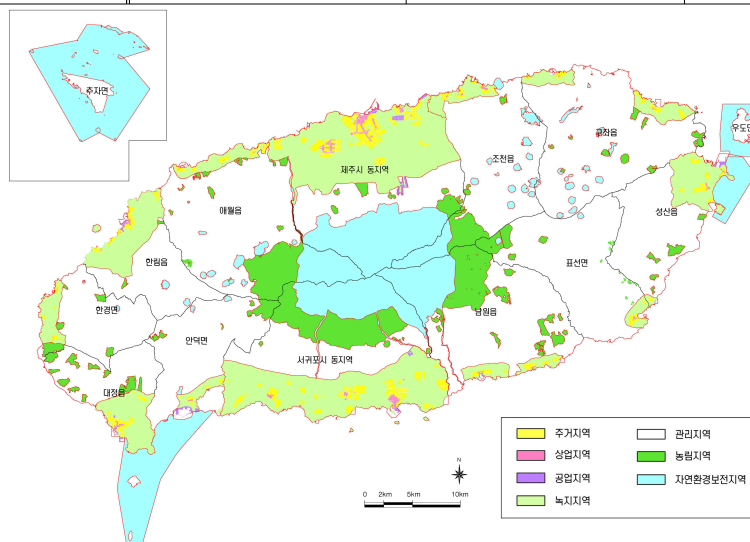 추자면
우도면
구좌읍
조천읍
제주시 동지역
애월읍
성산읍
한림읍
표선면
한경면
남원읍
안덕면
서귀포시 동지역
대정읍
주거지역
관리지역
상업지역
농림지역
공업지역
자연환경보전지역
녹지지역
N
0 2km 5km 10km